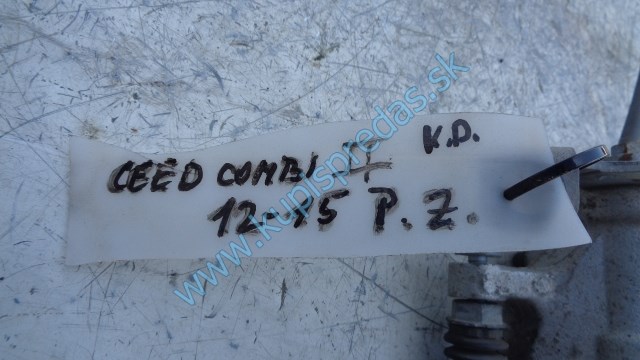 K.D.
CEED COMBI II
12-15 P.Z.
www.kupispredas.sk